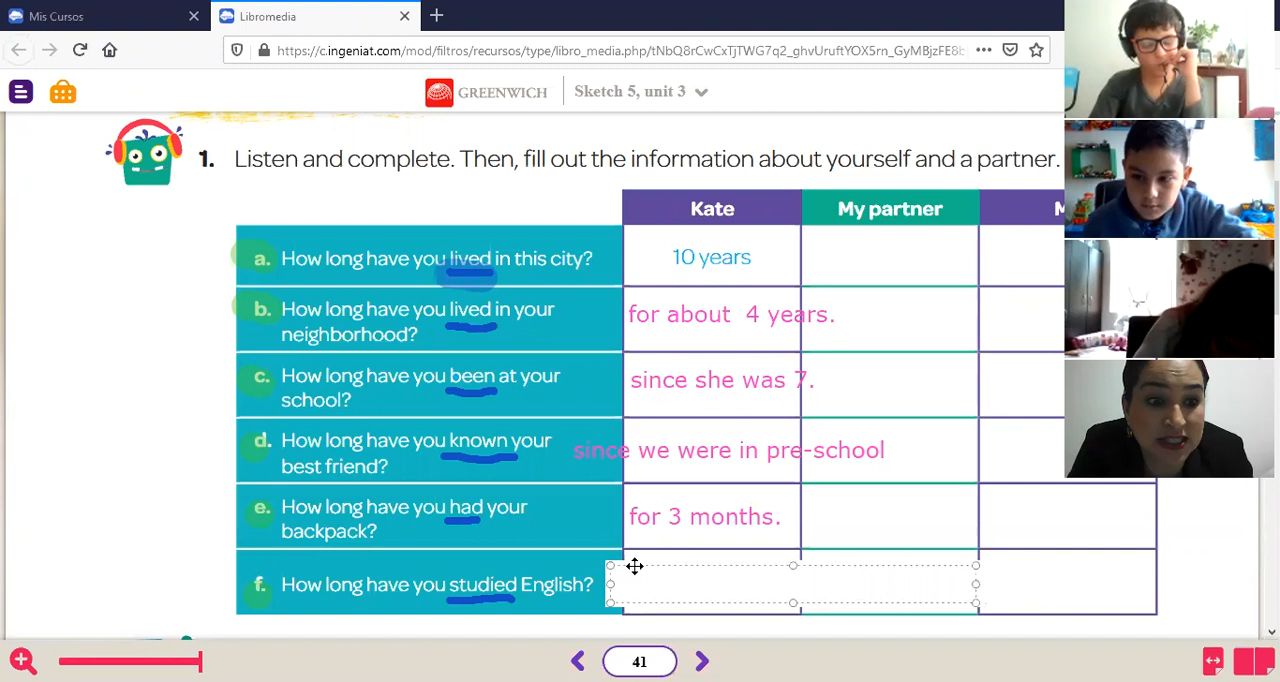 Mis Cursos
Libromedia
https://c.ingeniat.com/mod/filtros/recursos/type/libro_media.php/tNbQ8rCwCxTjTWG7q2_ghvUruftYOX5rn_GyMBjzFE8b
GREENWICH
Sketch 5, unit 3
1. Listen and complete. Then, fill out the information about yourself and a partner.
Kate My partner M
a. How long have you lived in this city? 10 years
b. How long have you lived in your
neighborhood?
for about 4 years.
c. How long have you been at your
school?
since she was 7.
d. How long have you known your
best friend?
since we were in pre-school
e. How long have you had your
backpack?
for 3 months.
f. How long have you studied English?
41